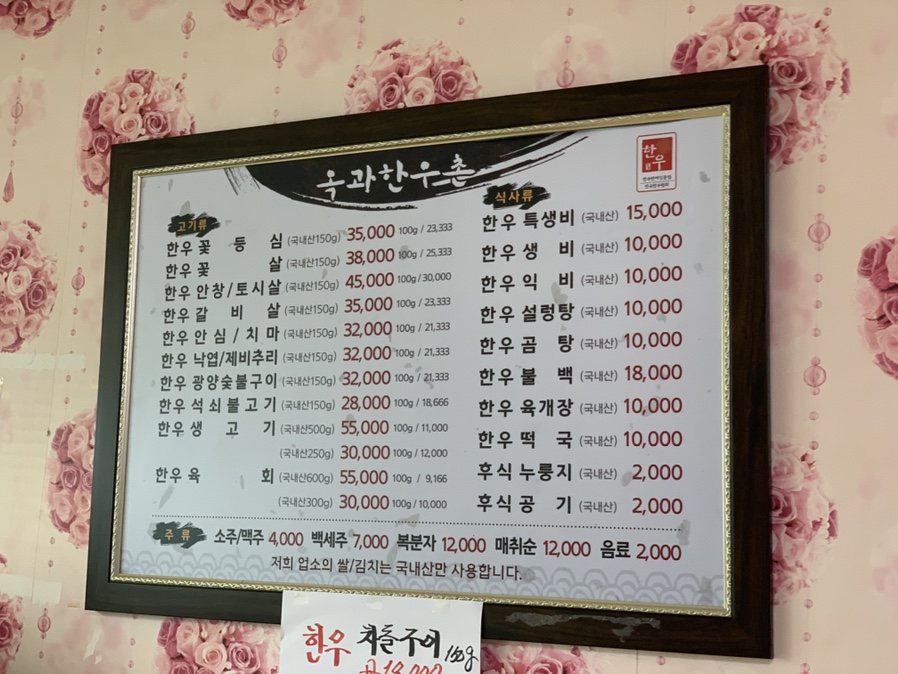 옥과한우촌
한우
고기류
한우 꽃 등 심 (국내산150g) 35,000 100g / 23,333
한우 꽃 살 (국내산150g) 38,000 100g / 25,333
한우 안창/토시살 (국내산150g) 45,000 100g / 30,000
한우 갈 비 살 (국내산150g) 35,000 100g / 23,333
한우 안 심 / 치 마 (국내산150g) 32,000 100g / 21,333
한우 낙엽/제비추리 (국내산150g) 32,000 100g / 21,333
한우 광양숯불구이 (국내산150g) 32,000 100g / 21,333
한우 석쇠불고기 (국내산150g) 28,000 100g / 18,666
한우 생 고 기 (국내산500g) 55,000 100g / 11,000
(국내산250g) 30,000 100g / 12,000
한우 육 회 (국내산600g) 55,000 100g / 9,166
(국내산300g) 30,000 100g / 10,000
식사류
한우 특생비 (국내산) 15,000
한우 생 비 (국내산) 10,000
한우 익 비 (국내산) 10,000
한우 설렁탕 (국내산) 10,000
한우 곰 탕 (국내산) 10,000
한우 불 백 (국내산) 18,000
한우 육개장 (국내산) 10,000
한우 떡 국 (국내산) 10,000
후식 누룽지 (국내산) 2,000
후식 공 기 (국내산) 2,000
주 류 소주/맥주 4,000 백세주 7,000 복분자 12,000 매취순 12,000 음료 2,000
저희 업소의 쌀/김치는 국내산만 사용합니다.
한우 150g
18,000